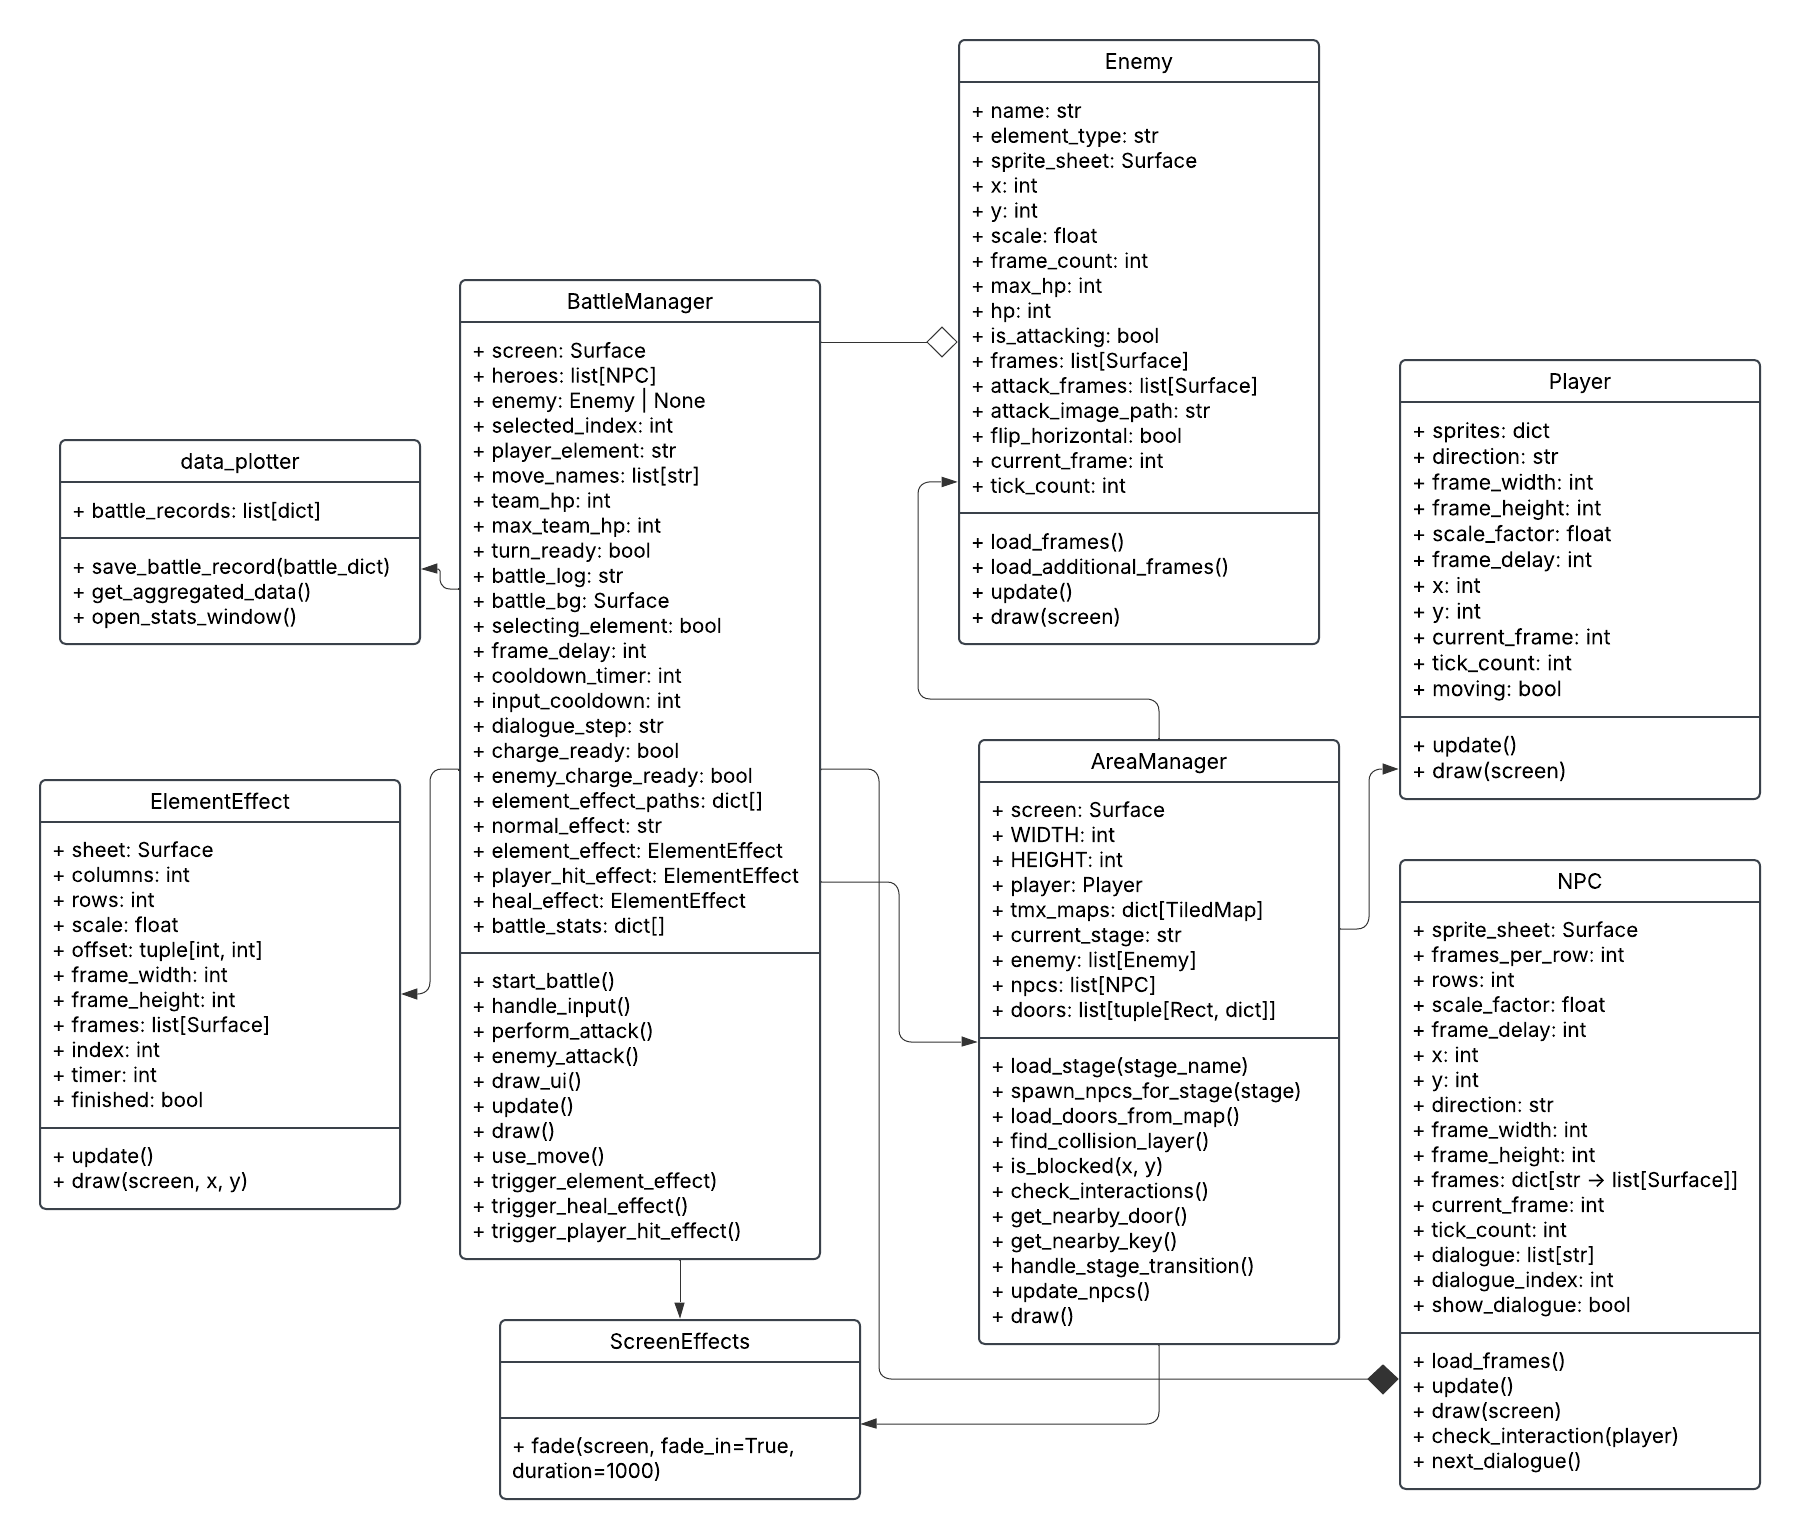 Enemy
+ name: str
+ element_type: str
+ sprite_sheet: Surface
+ x: int
+ y: int
+ scale: float
+ frame_count: int
+ max_hp: int
+ hp: int
+ is_attacking: bool
+ frames: list[Surface]
+ attack_frames: list[Surface]
+ attack_image_path: str
+ flip_horizontal: bool
+ current_frame: int
+ tick_count: int
+ load_frames()
+ load_additional_frames()
+ update()
+ draw(screen)
BattleManager
+ screen: Surface
+ heroes: list[NPC]
+ enemy: Enemy | None
+ selected_index: int
+ player_element: str
+ move_names: list[str]
+ team_hp: int
+ max_team_hp: int
+ turn_ready: bool
+ battle_log: str
+ battle_bg: Surface
+ selecting_element: bool
+ frame_delay: int
+ cooldown_timer: int
+ input_cooldown: int
+ dialogue_step: str
+ charge_ready: bool
+ enemy_charge_ready: bool
+ element_effect_paths: dict[]
+ normal_effect: str
+ element_effect: ElementEffect
+ player_hit_effect: ElementEffect
+ heal_effect: ElementEffect
+ battle_stats: dict[]
+ start_battle()
+ handle_input()
+ perform_attack()
+ enemy_attack()
+ draw_ui()
+ update()
+ draw()
+ use_move()
+ trigger_element_effect)
+ trigger_heal_effect()
+ trigger_player_hit_effect()
Player
+ sprites: dict
+ direction: str
+ frame_width: int
+ frame_height: int
+ scale_factor: float
+ frame_delay: int
+ x: int
+ y: int
+ current_frame: int
+ tick_count: int
+ moving: bool
+ update()
+ draw(screen)
data_plotter
+ battle_records: list[dict]
+ save_battle_record(battle_dict)
+ get_aggregated_data()
+ open_stats_window()
AreaManager
+ screen: Surface
+ WIDTH: int
+ HEIGHT: int
+ player: Player
+ tmx_maps: dict[TiledMap]
+ current_stage: str
+ enemy: list[Enemy]
+ npcs: list[NPC]
+ doors: list[tuple[Rect, dict]]
+ load_stage(stage_name)
+ spawn_npcs_for_stage(stage)
+ load_doors_from_map()
+ find_collision_layer()
+ is_blocked(x, y)
+ check_interactions()
+ get_nearby_door()
+ get_nearby_key()
+ handle_stage_transition()
+ update_npcs()
+ draw()
ElementEffect
+ sheet: Surface
+ columns: int
+ rows: int
+ scale: float
+ offset: tuple[int, int]
+ frame_width: int
+ frame_height: int
+ frames: list[Surface]
+ index: int
+ timer: int
+ finished: bool
+ update()
+ draw(screen, x, y)
NPC
+ sprite_sheet: Surface
+ frames_per_row: int
+ rows: int
+ scale_factor: float
+ frame_delay: int
+ x: int
+ y: int
+ direction: str
+ frame_width: int
+ frame_height: int
+ frames: dict[str → list[Surface]]
+ current_frame: int
+ tick_count: int
+ dialogue: list[str]
+ dialogue_index: int
+ show_dialogue: bool
+ load_frames()
+ update()
+ draw(screen)
+ check_interaction(player)
+ next_dialogue()
ScreenEffects
+ fade(screen, fade_in=True,
duration=1000)